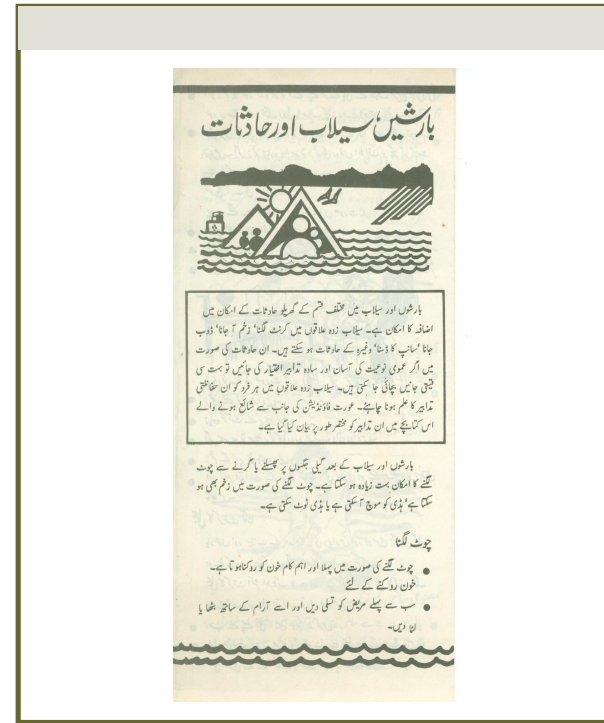 بارشیں، سیلاب اور حادثات
بارشوں اور سیلاب میں مختلف قسم کے گھریلو حادثات کے امکان میں
اضافہ کا امکان ہے۔ سیلاب زدہ علاقوں میں کرنٹ لگنا' زخم آ جانا' ڈوب
جانا 'سانپ کا ڈسنا' وغیرہ کے حادثات ہو سکتے ہیں۔ ان حادثات کی صورت
میں اگر عمومی نوعیت کی آسان اور سادہ تدابیر اختیار کی جائیں تو بہت سی
قیمتی جانیں بچائی جا سکتی ہیں۔ سیلاب زدہ علاقوں میں ہر فرد کو ان حفاظتی
تدابیر کا علم ہونا چاہئے۔ عورت فاؤنڈیشن کی جانب سے شائع ہونے والے
اس کتابچے میں ان تدابیر کو مختصر طور پر بیان کیا گیا ہے۔
بارشوں اور سیلاب کے بعد گیلی جگہوں پر پھسلنے یا گرنے سے چوٹ
لگنے کا امکان بہت زیادہ ہو سکتا ہے۔ چوٹ لگنے کی صورت میں زخم بھی ہو
سکتا ہے' ہڈی کو موچ آ سکتی ہے یا ہڈی ٹوٹ سکتی ہے۔
چوٹ لگنا
● چوٹ لگنے کی صورت میں پہلا اور اہم کام خون کو روکنا ہوتا ہے۔
خون روکنے کے لئے
● سب سے پہلے مریض کو تسلی دیں اور اسے آرام کے ساتھ بٹھا یا
دیں۔